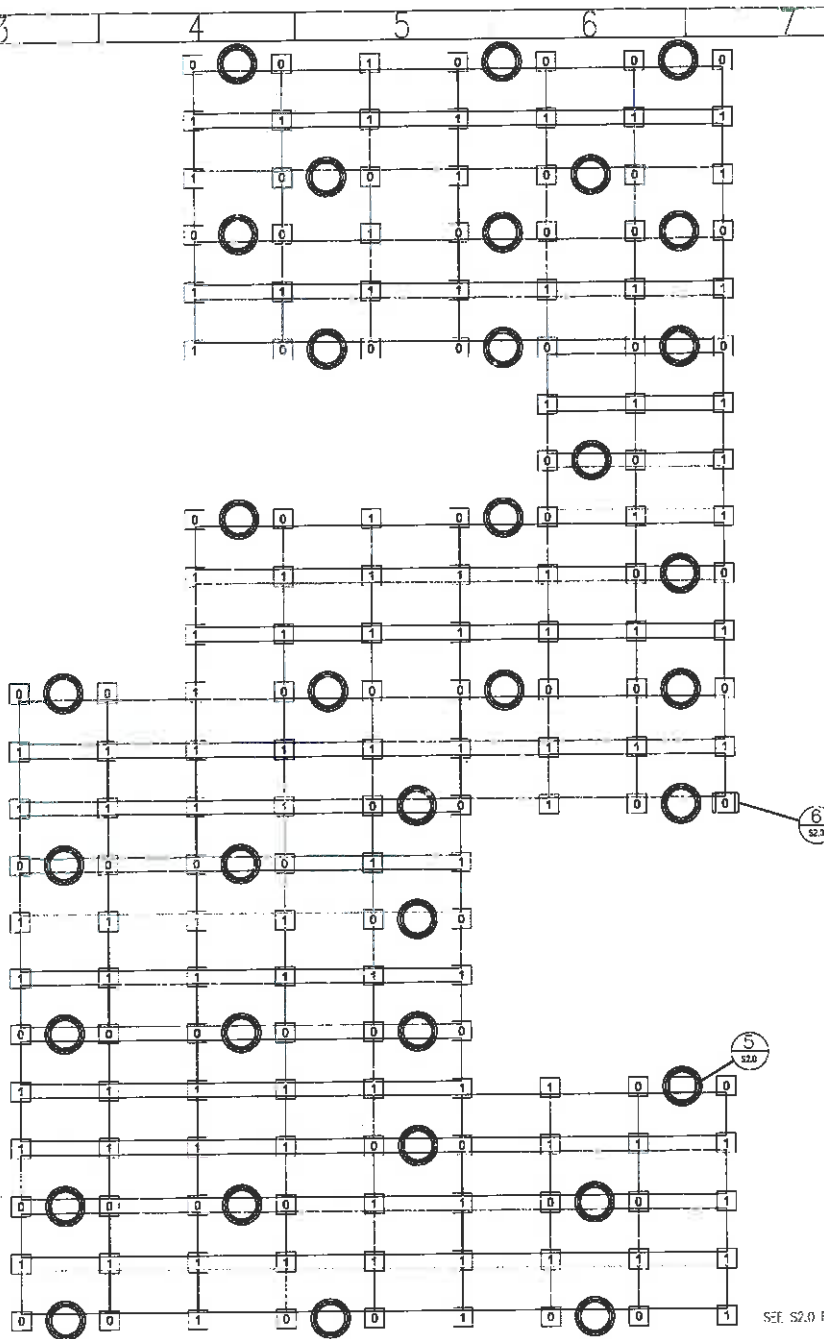 3 4 5 6 7
0 0 1 0 0 0 0
1 1 1 1 1 1 1
1 0 0 1 0 0 1
0 0 1 0 0 0 0
1 1 1 1 1 1 1
1 0 0 0 0 0 0
1 1 1
0 0 1
0 0 1 0 0 1 1
1 1 1 1 1 0 0
1 1 1 1 1 1 1
0 0 1 0 0 0 0 0 0
1 1 1 1 1 1 1 1 1
1 1 1 1 0 0 1 0 0
6
0 0 0 0 1 1
1 1 1 1 0 0
1 1 1 1 1 1
0 0 0 0 0 0
5
S2.0
1 1 1 1 1 1 1 0 0
1 1 1 1 0 0 1 1 1
0 0 0 0 1 1 0 0 1
1 1 1 1 1 1 1 1 1
0 0 1 0 0 1 0 0 1
SEE S2.0